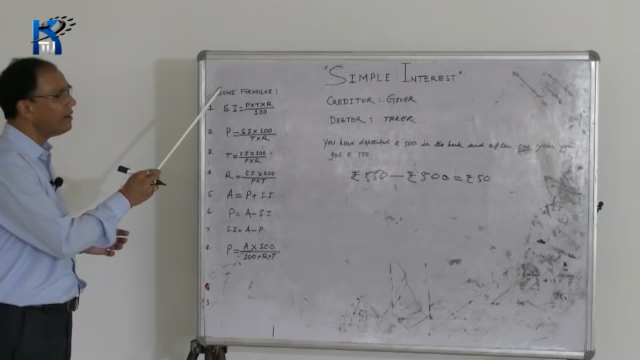 "SIMPLE INTEREST"
SOME FORMULAE:
1. S.I = P×T×R/100
2. P = S.I×100/T×R
3. T = S.I×100/P×R
4. R = S.I×100/P×T
5. A = P + S.I
6. P = A - S.I
7. S.I = A - P.
8. P = A×100/100+R×T
CREDITOR : GIVER
DEBTOR : TAKER
You have deposited ₹ 500 in the bank and after one year you
got ₹ 550
₹ 550 — ₹ 500 = ₹ 50